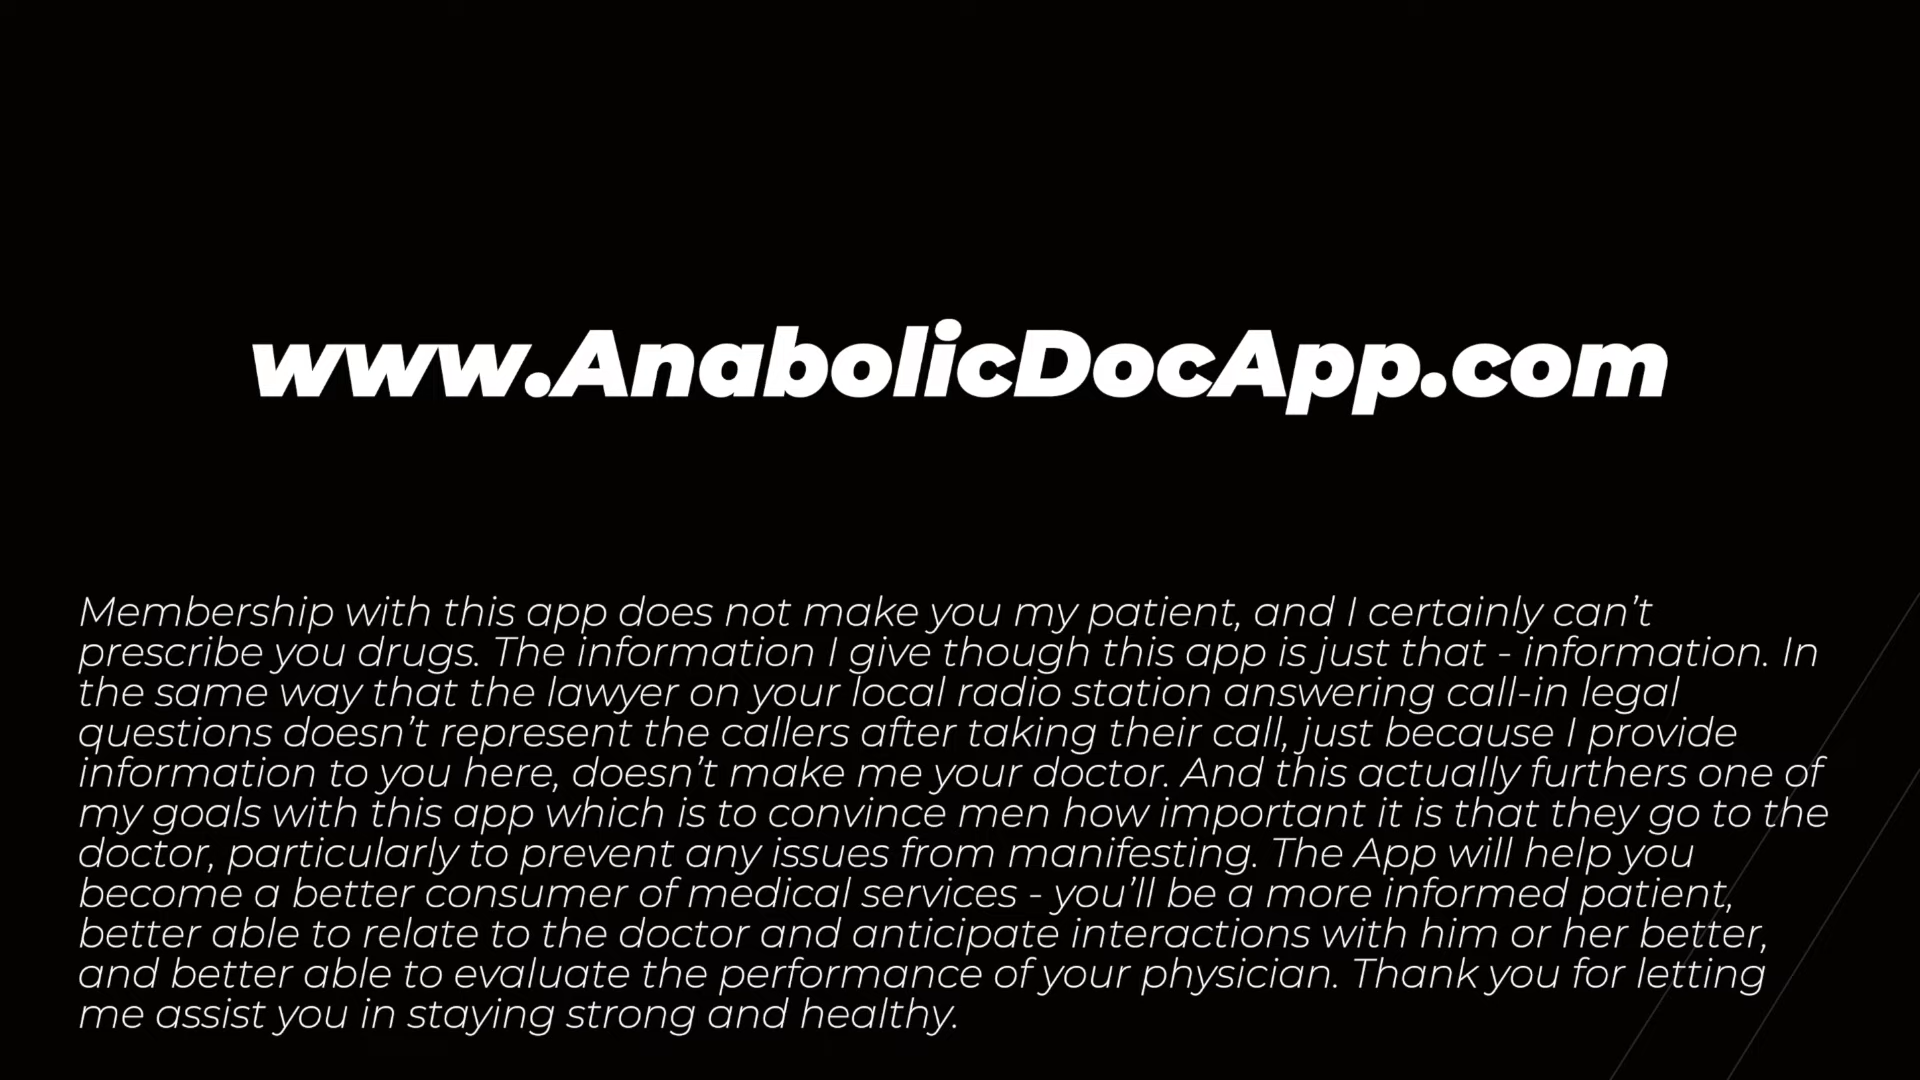 www.AnabolicDocApp.com
Membership with this app does not make you my patient, and I certainly can't
prescribe you drugs. The information I give though this app is just that - information. In
the same way that the lawyer on your local radio station answering call-in legal
questions doesn't represent the callers after taking their call, just because I provide
information to you here, doesn't make me your doctor. And this actually furthers one of
my goals with this app which is to convince men how important it is that they go to the
doctor, particularly to prevent any issues from manifesting. The App will help you
become a better consumer of medical services - you'll be a more informed patient,
better able to relate to the doctor and anticipate interactions with him or her better,
and better able to evaluate the performance of your physician. Thank you for letting
me assist you in staying strong and healthy.